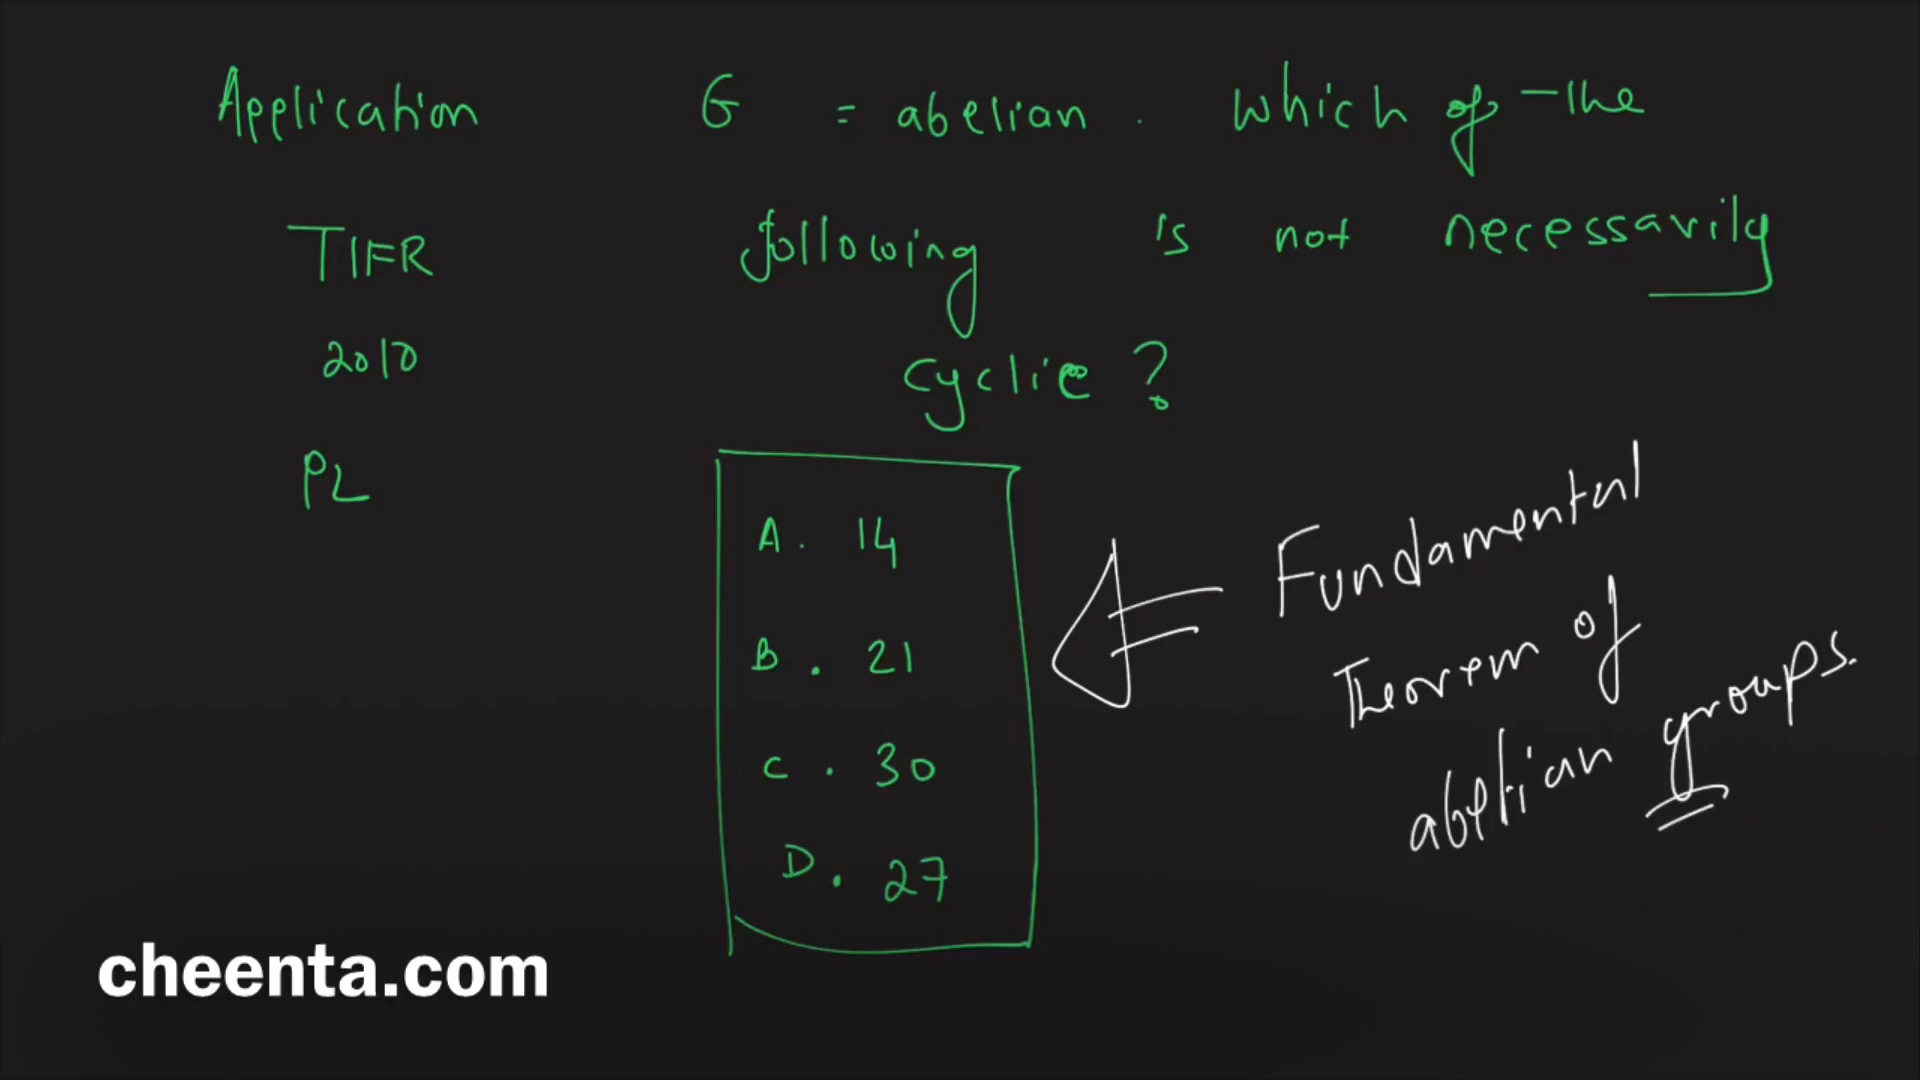 Application G = abelian . Which of the
TIFR following is not necessarily
2010 Cyclic ?
P2
A. 14
B. 21
C. 30
D. 27
Fundamental
Theorem of
abelian groups.
cheenta.com